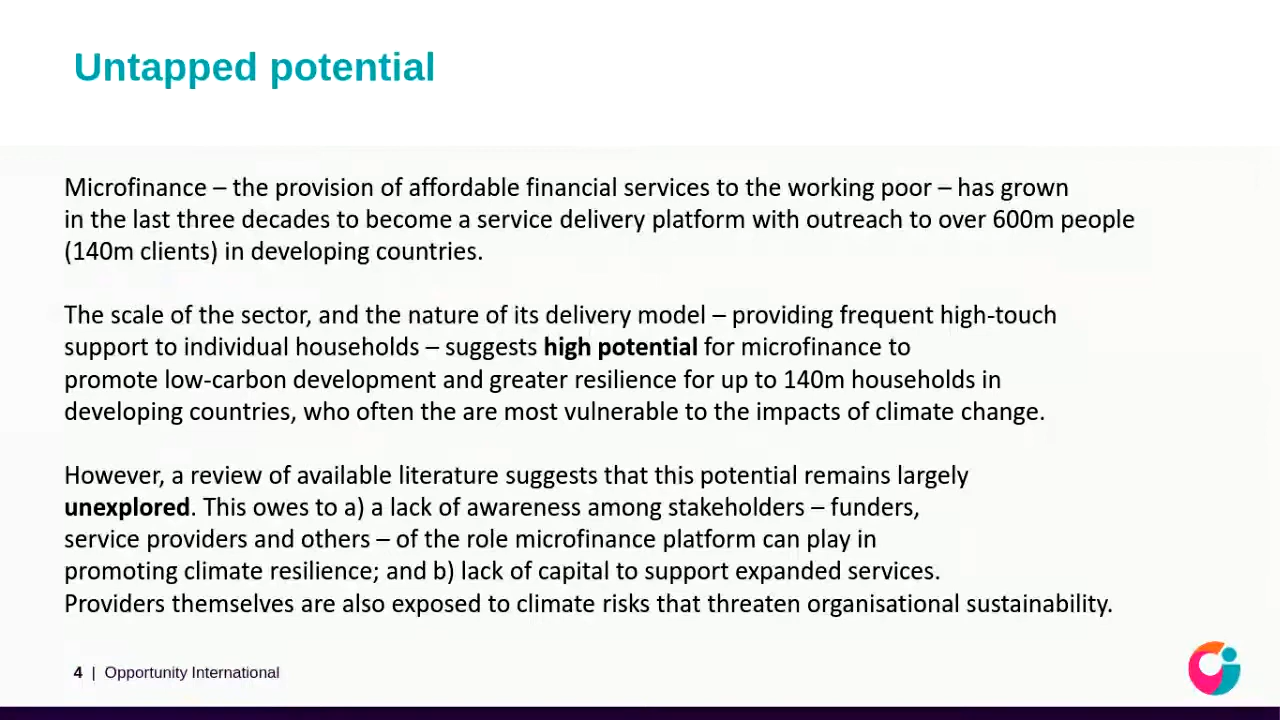 Untapped potential
Microfinance – the provision of affordable financial services to the working poor – has grown
in the last three decades to become a service delivery platform with outreach to over 600m people
(140m clients) in developing countries.
The scale of the sector, and the nature of its delivery model – providing frequent high-touch
support to individual households – suggests high potential for microfinance to
promote low-carbon development and greater resilience for up to 140m households in
developing countries, who often the are most vulnerable to the impacts of climate change.
However, a review of available literature suggests that this potential remains largely
unexplored. This owes to a) a lack of awareness among stakeholders – funders,
service providers and others – of the role microfinance platform can play in
promoting climate resilience; and b) lack of capital to support expanded services.
Providers themselves are also exposed to climate risks that threaten organisational sustainability.
4 | Opportunity International